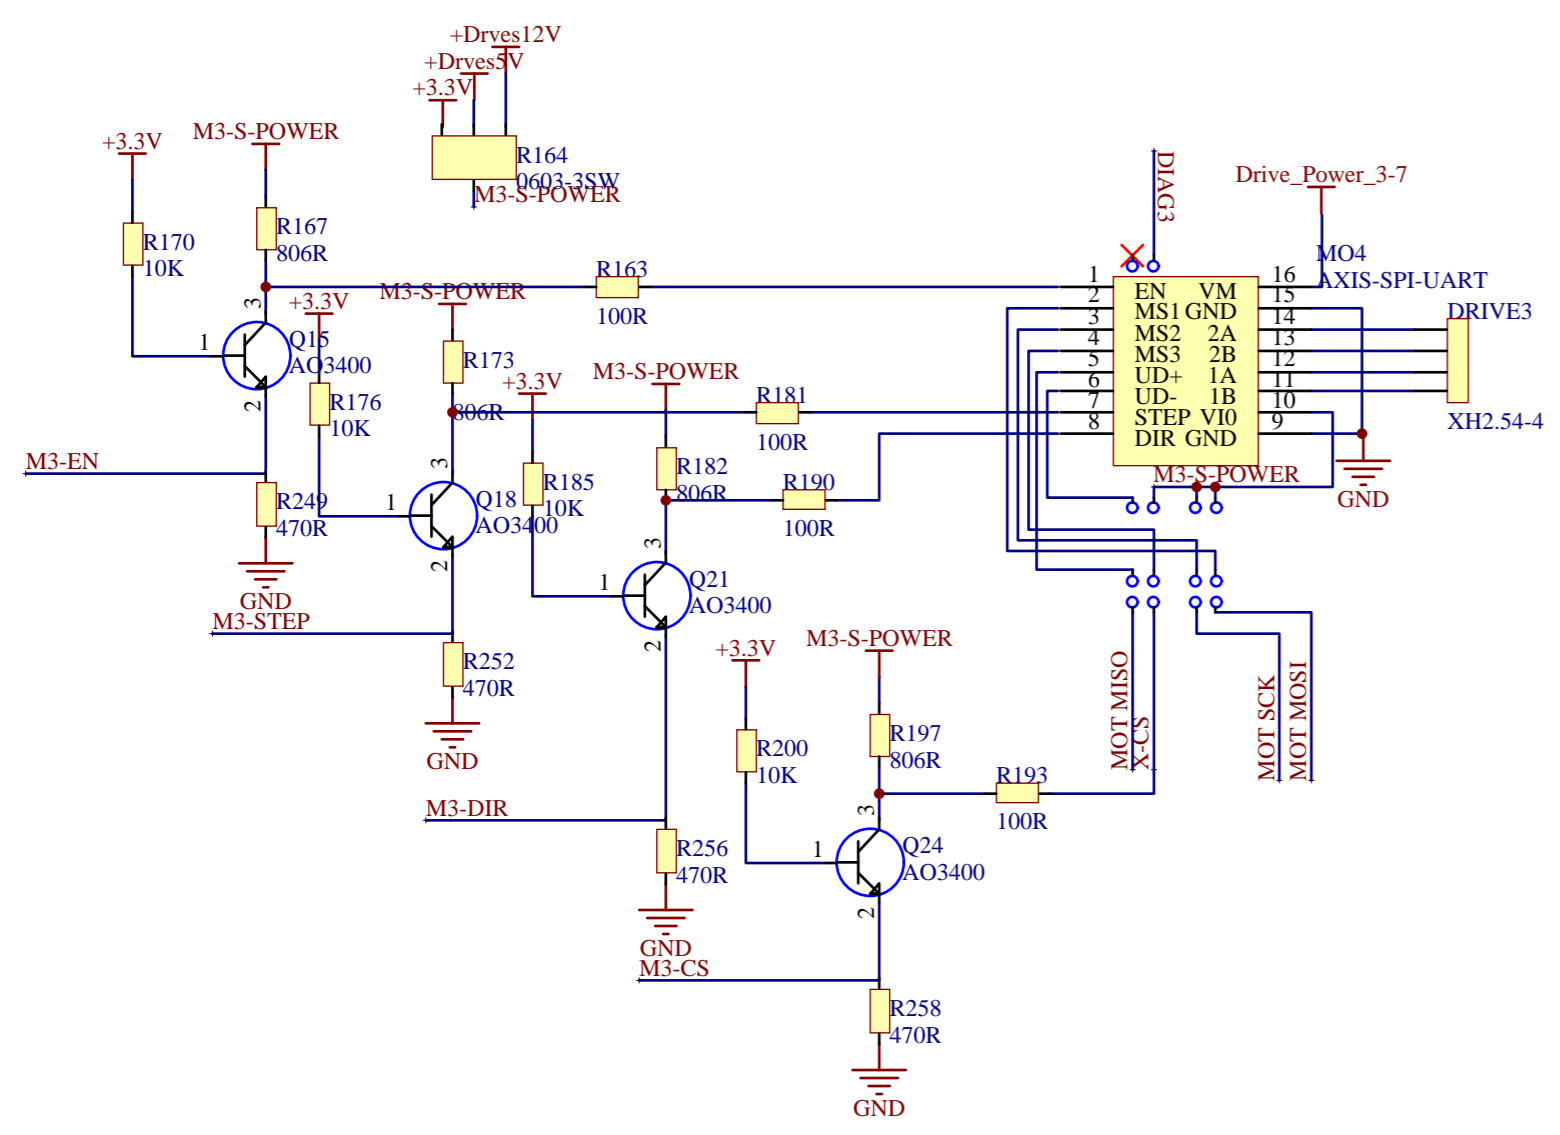 +Drves12V
+Drves5V
+3.3V
R164
0603-3SW
M3-S-POWER
+3.3V
M3-S-POWER
R170
10K
R167
806R
3
1
Q15
AO3400
2
M3-EN
R249
470R
GND
R163
100R
+3.3V
M3-S-POWER
R176
10K
R173
806R
3
1
Q18
AO3400
2
M3-STEP
R252
470R
GND
R181
100R
+3.3V
M3-S-POWER
R185
10K
R182
806R
R190
100R
3
1
Q21
AO3400
2
M3-DIR
R256
470R
GND
+3.3V
M3-S-POWER
R200
10K
R197
806R
R193
100R
3
1
Q24
AO3400
2
M3-CS
R258
470R
GND
DIAG3
Drive_Power_3-7
MO4
AXIS-SPI-UART
1 EN VM 16
2 MS1 GND 15
3 MS2 2A 14
4 MS3 2B 13
5 UD+ 1A 12
6 UD- 1B 11
7 STEP VI0 10
8 DIR GND 9
DRIVE3
XH2.54-4
M3-S-POWER
GND
MOT MISO
X-CS
MOT SCK
MOT MOSI